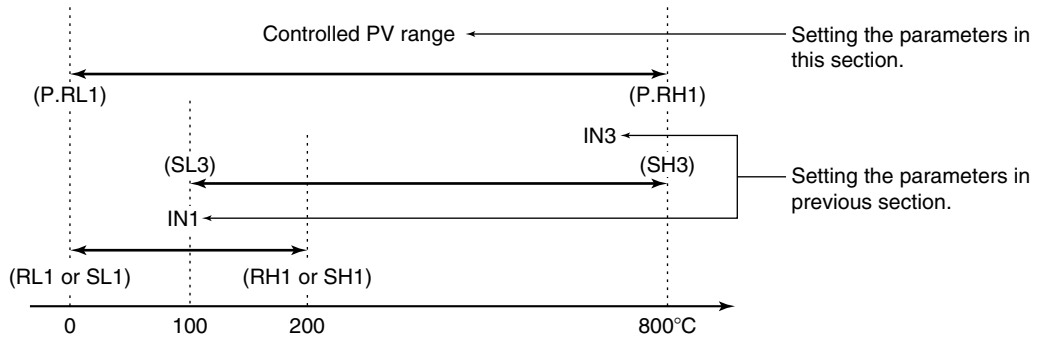 Controlled PV range
Setting the parameters in
this section.
(P.RL1)
(P.RH1)
IN3
(SL3)
(SH3)
Setting the parameters in
previous section.
IN1
(RL1 or SL1)
(RH1 or SH1)
0
100
200
800°C